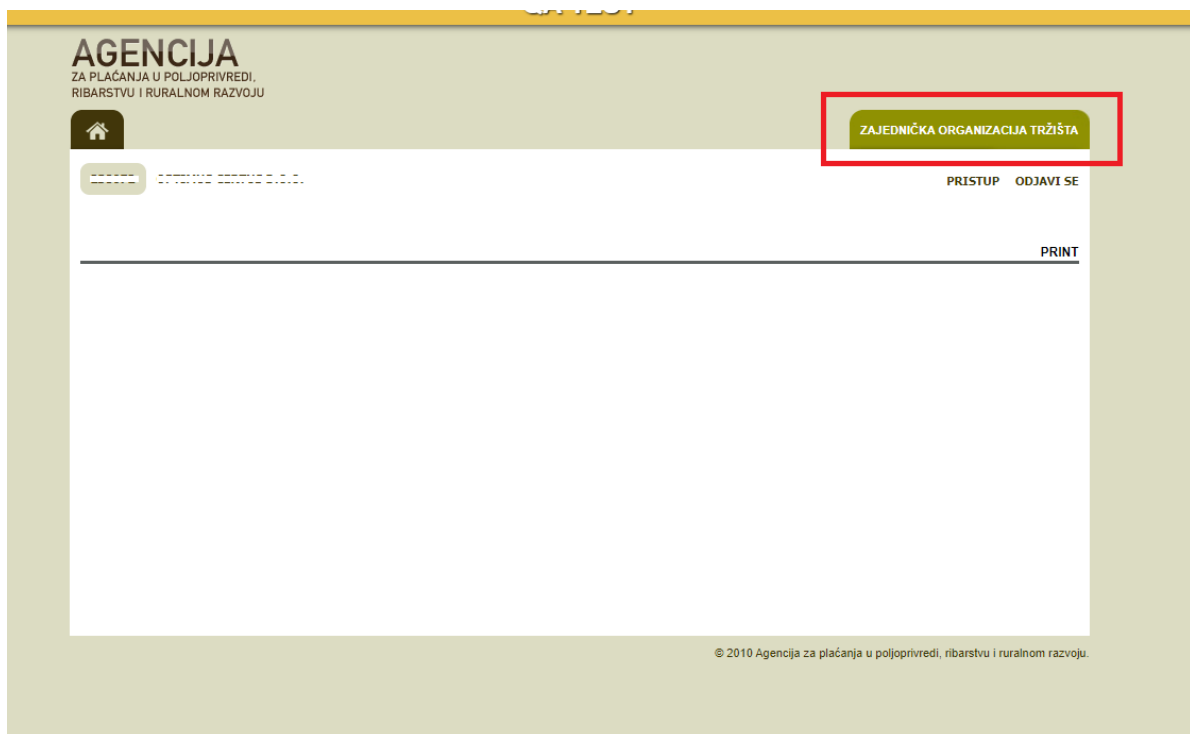 AGENCIJA
ZA PLAĆANJA U POLJOPRIVREDI,
RIBARSTVU I RURALNOM RAZVOJU
ZAJEDNIČKA ORGANIZACIJA TRŽIŠTA
PRISTUP ODJAVI SE
PRINT
© 2010 Agencija za plaćanja u poljoprivredi, ribarstvu i ruralnom razvoju.